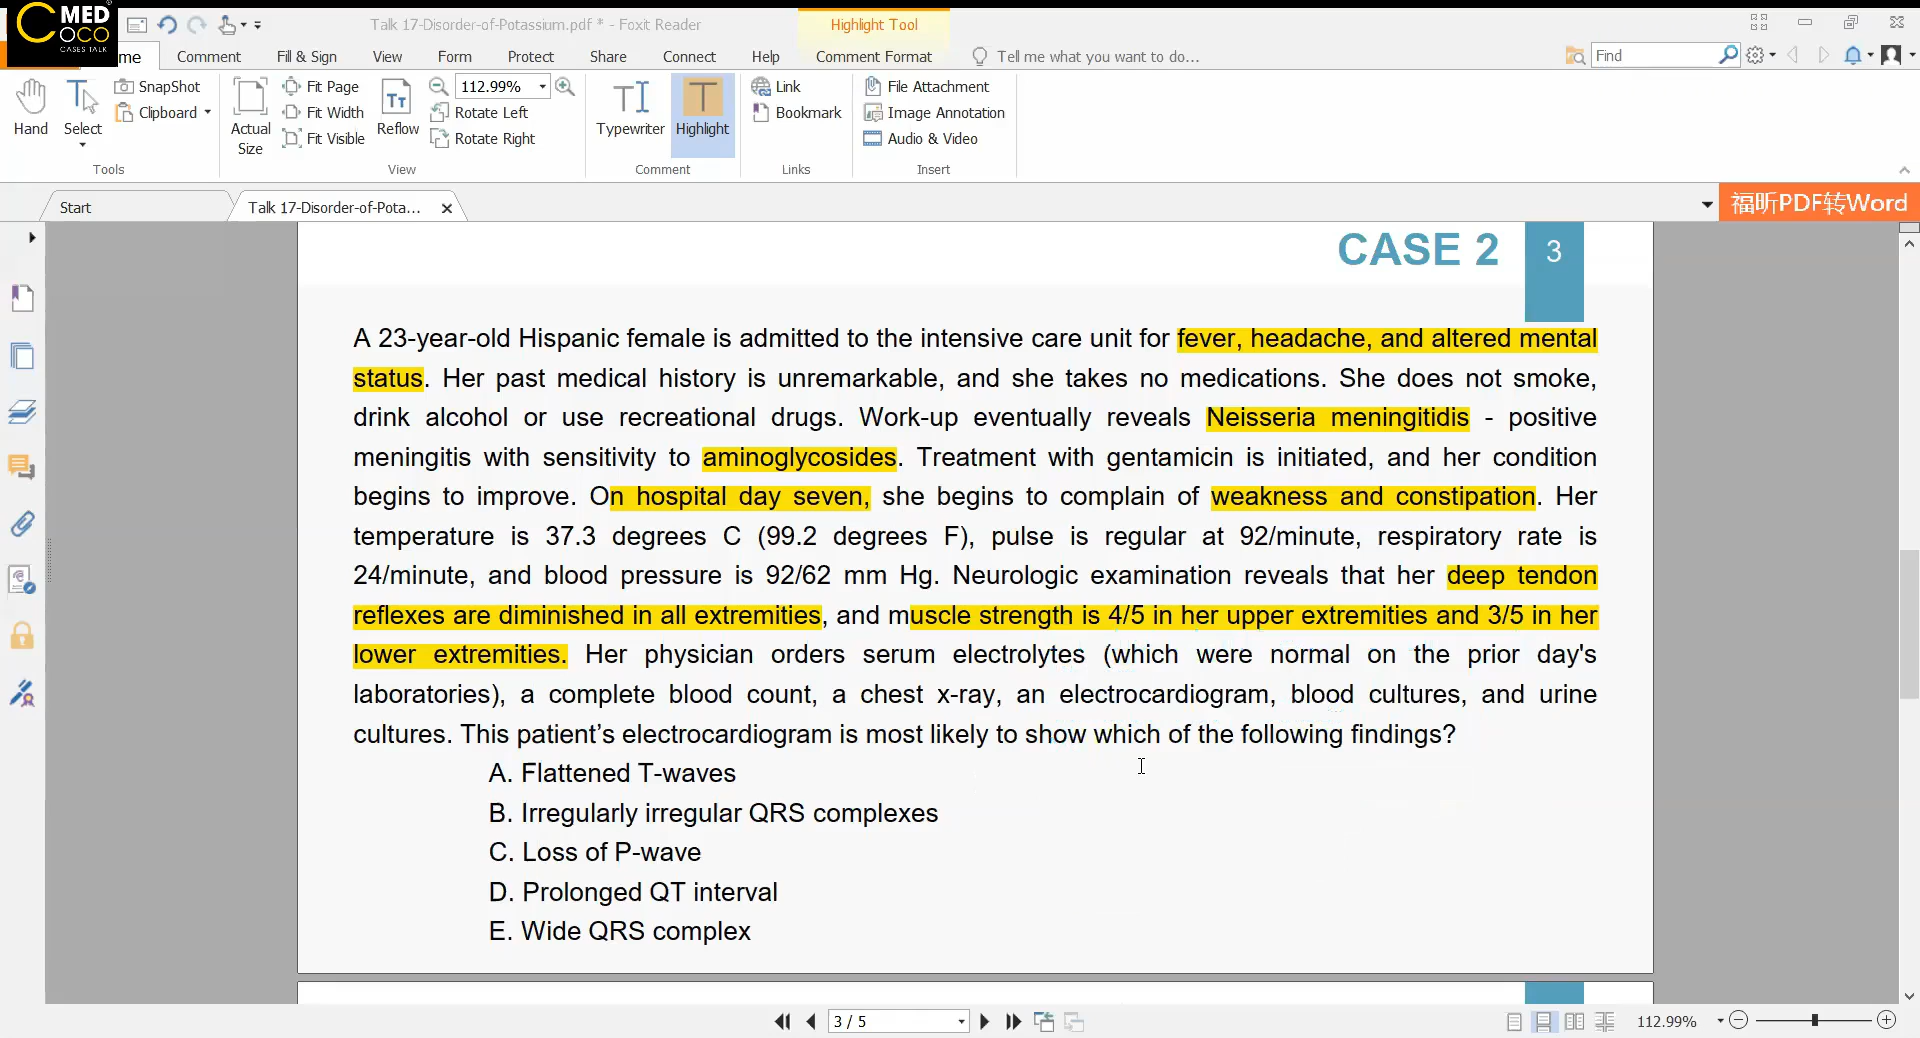 MED
COCO
CASES TALK
Talk 17-Disorder-of-Potassium.pdf * - Foxit Reader
Highlight Tool
me
Comment
Fill & Sign
View
Form
Protect
Share
Connect
Help
Comment Format
Tell me what you want to do...
Find
Hand
Select
SnapShot
Clipboard
Tools
Actual Size
Fit Page
Fit Width
Fit Visible
Reflow
112.99%
Rotate Left
Rotate Right
View
Typewriter
Highlight
Comment
Link
Bookmark
Links
File Attachment
Image Annotation
Audio & Video
Insert
Start
Talk 17-Disorder-of-Pota...
福昕PDF转Word
CASE 2
3
A 23-year-old Hispanic female is admitted to the intensive care unit for fever, headache, and altered mental
status. Her past medical history is unremarkable, and she takes no medications. She does not smoke,
drink alcohol or use recreational drugs. Work-up eventually reveals Neisseria meningitidis - positive
meningitis with sensitivity to aminoglycosides. Treatment with gentamicin is initiated, and her condition
begins to improve. On hospital day seven, she begins to complain of weakness and constipation. Her
temperature is 37.3 degrees C (99.2 degrees F), pulse is regular at 92/minute, respiratory rate is
24/minute, and blood pressure is 92/62 mm Hg. Neurologic examination reveals that her deep tendon
reflexes are diminished in all extremities, and muscle strength is 4/5 in her upper extremities and 3/5 in her
lower extremities. Her physician orders serum electrolytes (which were normal on the prior day's
laboratories), a complete blood count, a chest x-ray, an electrocardiogram, blood cultures, and urine
cultures. This patient’s electrocardiogram is most likely to show which of the following findings?
A. Flattened T-waves
B. Irregularly irregular QRS complexes
C. Loss of P-wave
D. Prolonged QT interval
E. Wide QRS complex
3 / 5
112.99%